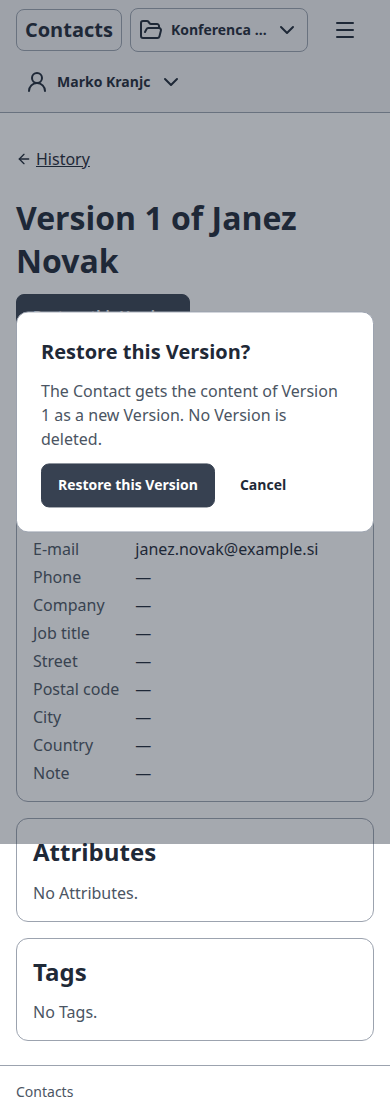 Contacts
Konferenca ...
Marko Kranjc
← History
Version 1 of Janez
Novak
Restore this Version?
The Contact gets the content of Version
1 as a new Version. No Version is
deleted.
Restore this Version
Cancel
E-mail janez.novak@example.si
Phone —
Company —
Job title —
Street —
Postal code —
City —
Country —
Note —
Attributes
No Attributes.
Tags
No Tags.
Contacts